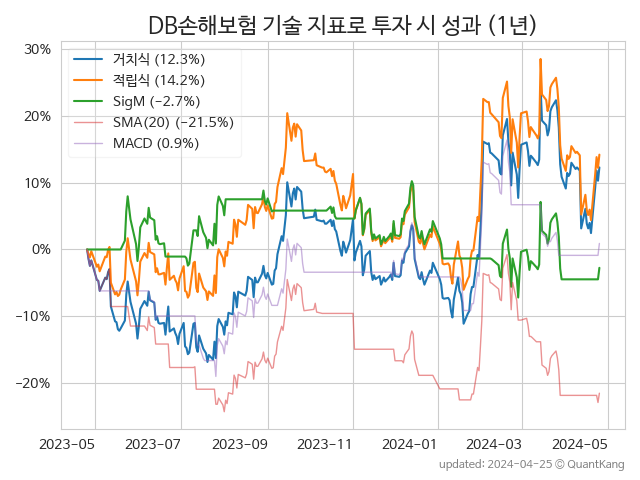 DB손해보험 기술 지표로 투자 시 성과 (1년)
30%
20%
10%
0%
−10%
−20%
거치식 (12.3%)
적립식 (14.2%)
SigM (−2.7%)
SMA(20) (−21.5%)
MACD (0.9%)
2023-05 2023-07 2023-09 2023-11 2024-01 2024-03 2024-05
updated: 2024-04-25 © QuantKang